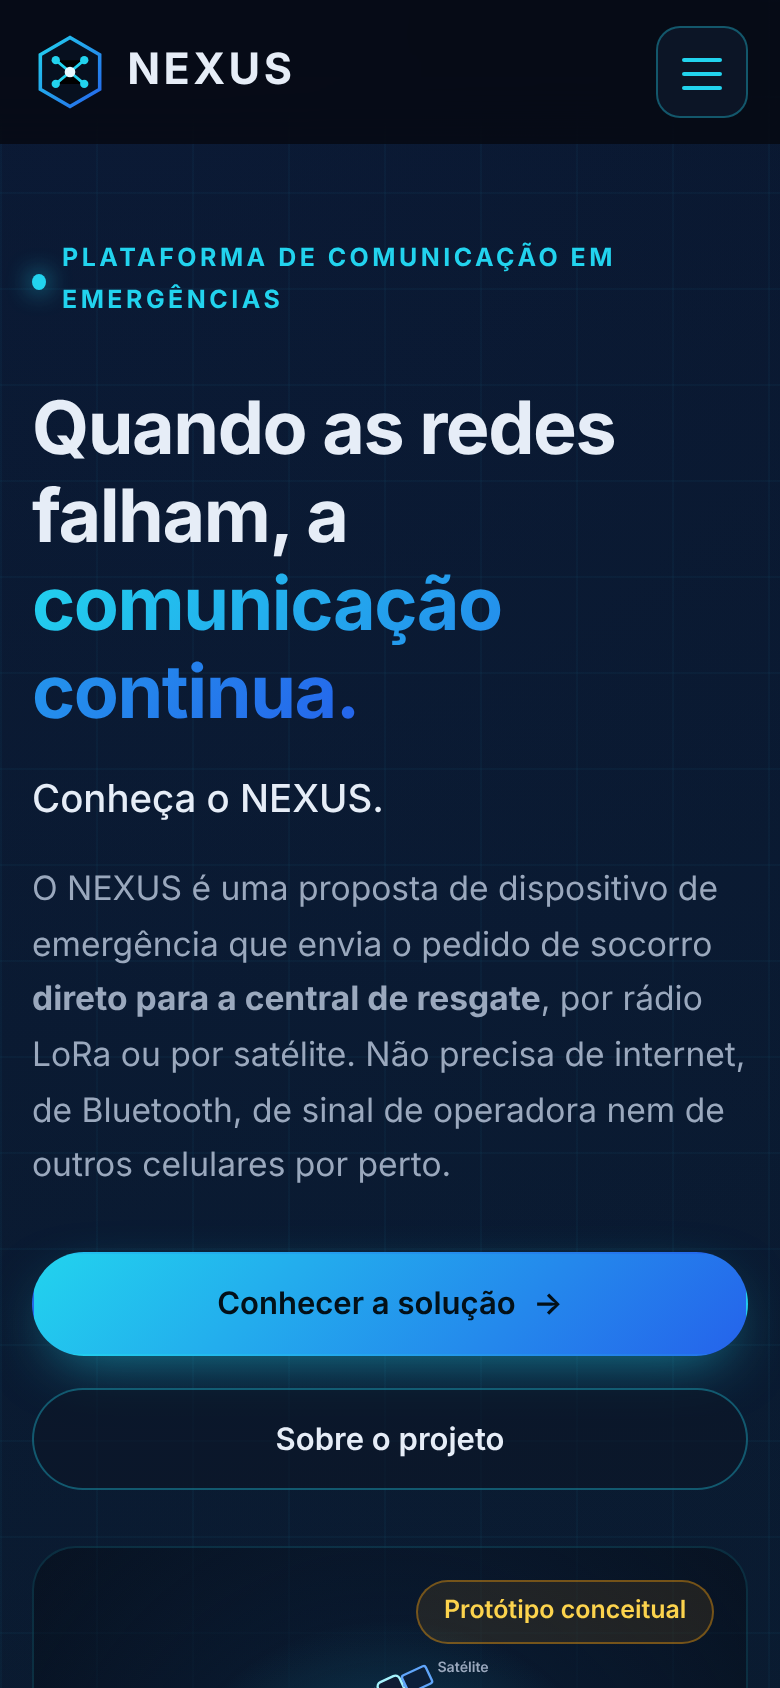 NEXUS
PLATAFORMA DE COMUNICAÇÃO EM
EMERGÊNCIAS
Quando as redes
falham, a
comunicação
continua.
Conheça o NEXUS.
O NEXUS é uma proposta de dispositivo de
emergência que envia o pedido de socorro
direto para a central de resgate, por rádio
LoRa ou por satélite. Não precisa de internet,
de Bluetooth, de sinal de operadora nem de
outros celulares por perto.
Conhecer a solução →
Sobre o projeto
Protótipo conceitual
Satélite